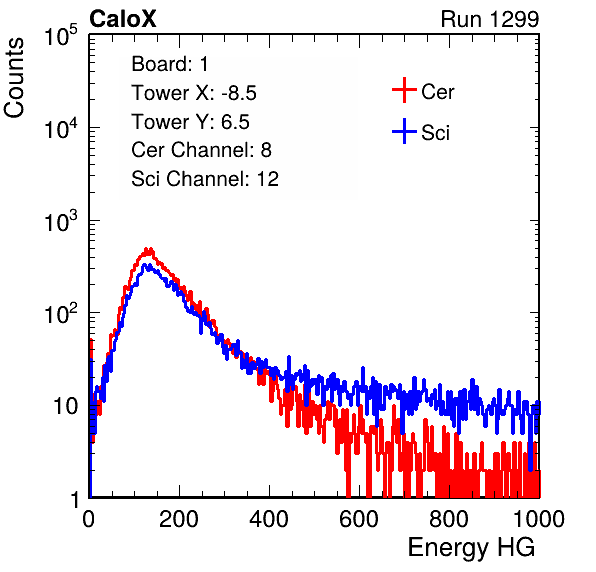 CaloX Run 1299
Counts
10^5
10^4
10^3
10^2
10
1
Board: 1
Tower X: -8.5
Tower Y: 6.5
Cer Channel: 8
Sci Channel: 12
Cer
Sci
0 200 400 600 800 1000
Energy HG